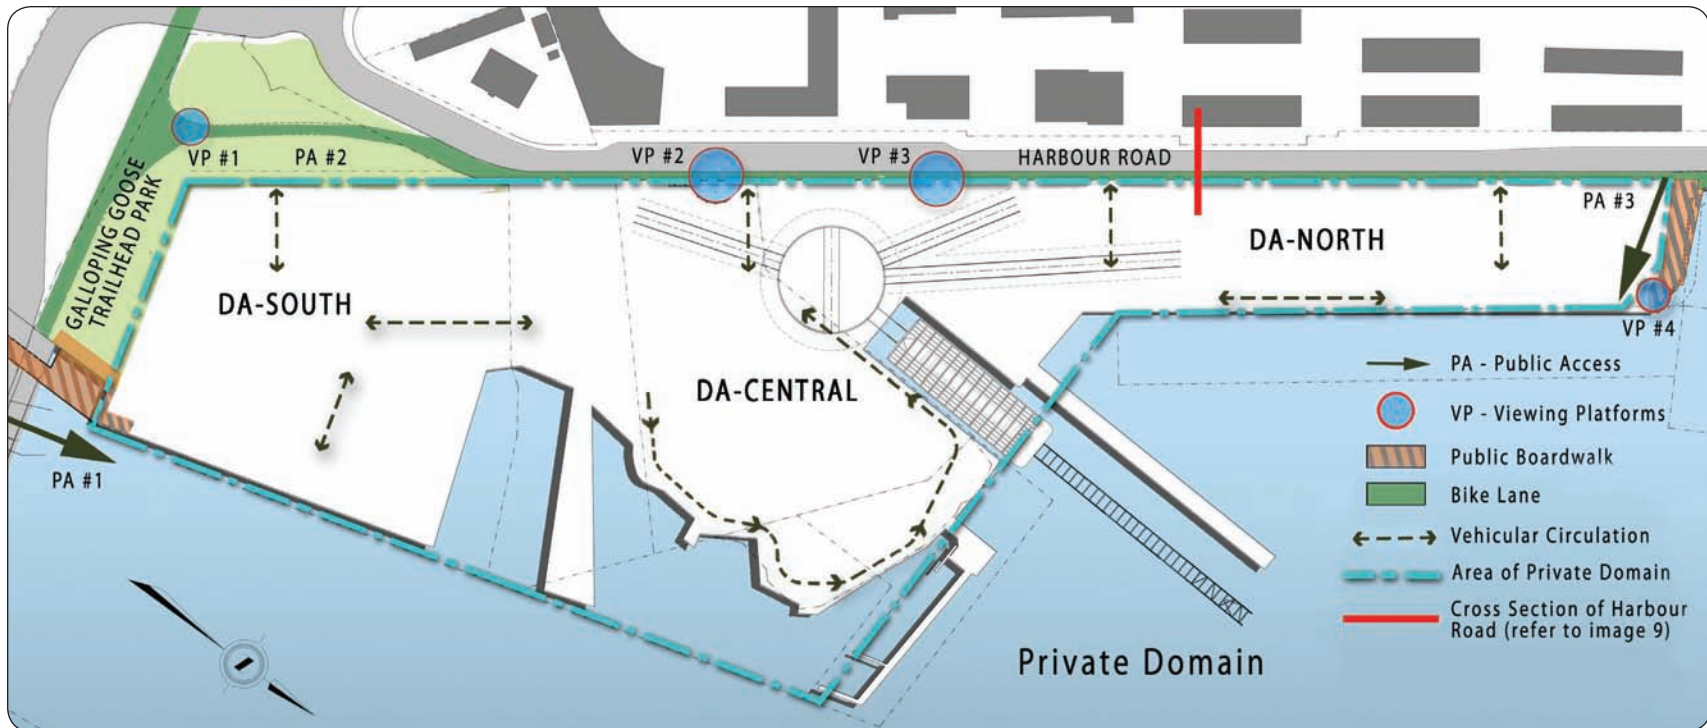 VP #1
PA #2
VP #2
VP #3
HARBOUR ROAD
PA #3
GALLOPING GOOSE
TRAILHEAD PARK
DA-SOUTH
DA-NORTH
DA-CENTRAL
VP #4
PA #1
PA - Public Access
VP - Viewing Platforms
Public Boardwalk
Bike Lane
Vehicular Circulation
Area of Private Domain
Cross Section of Harbour
Road (refer to image 9)
Private Domain